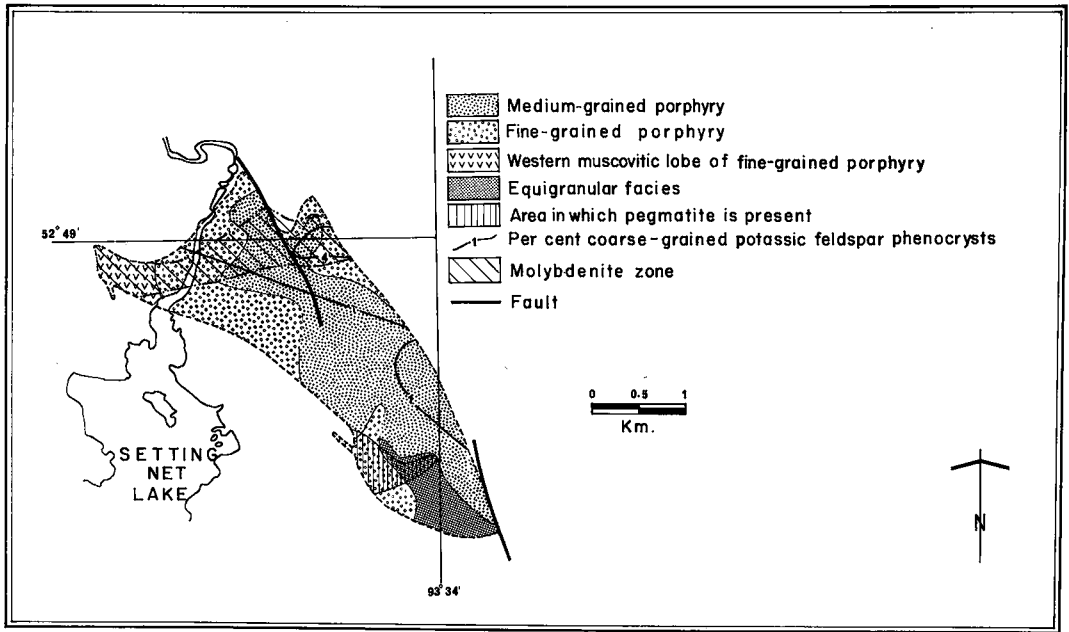 Medium-grained porphyry
Fine-grained porphyry
Western muscovitic lobe of fine-grained porphyry
Equigranular facies
Area in which pegmatite is present
1 Per cent coarse-grained potassic feldspar phenocrysts
Molybdenite zone
Fault
52° 49'
0 0.5 1
Km.
SETTING
NET
LAKE
N
93° 34'